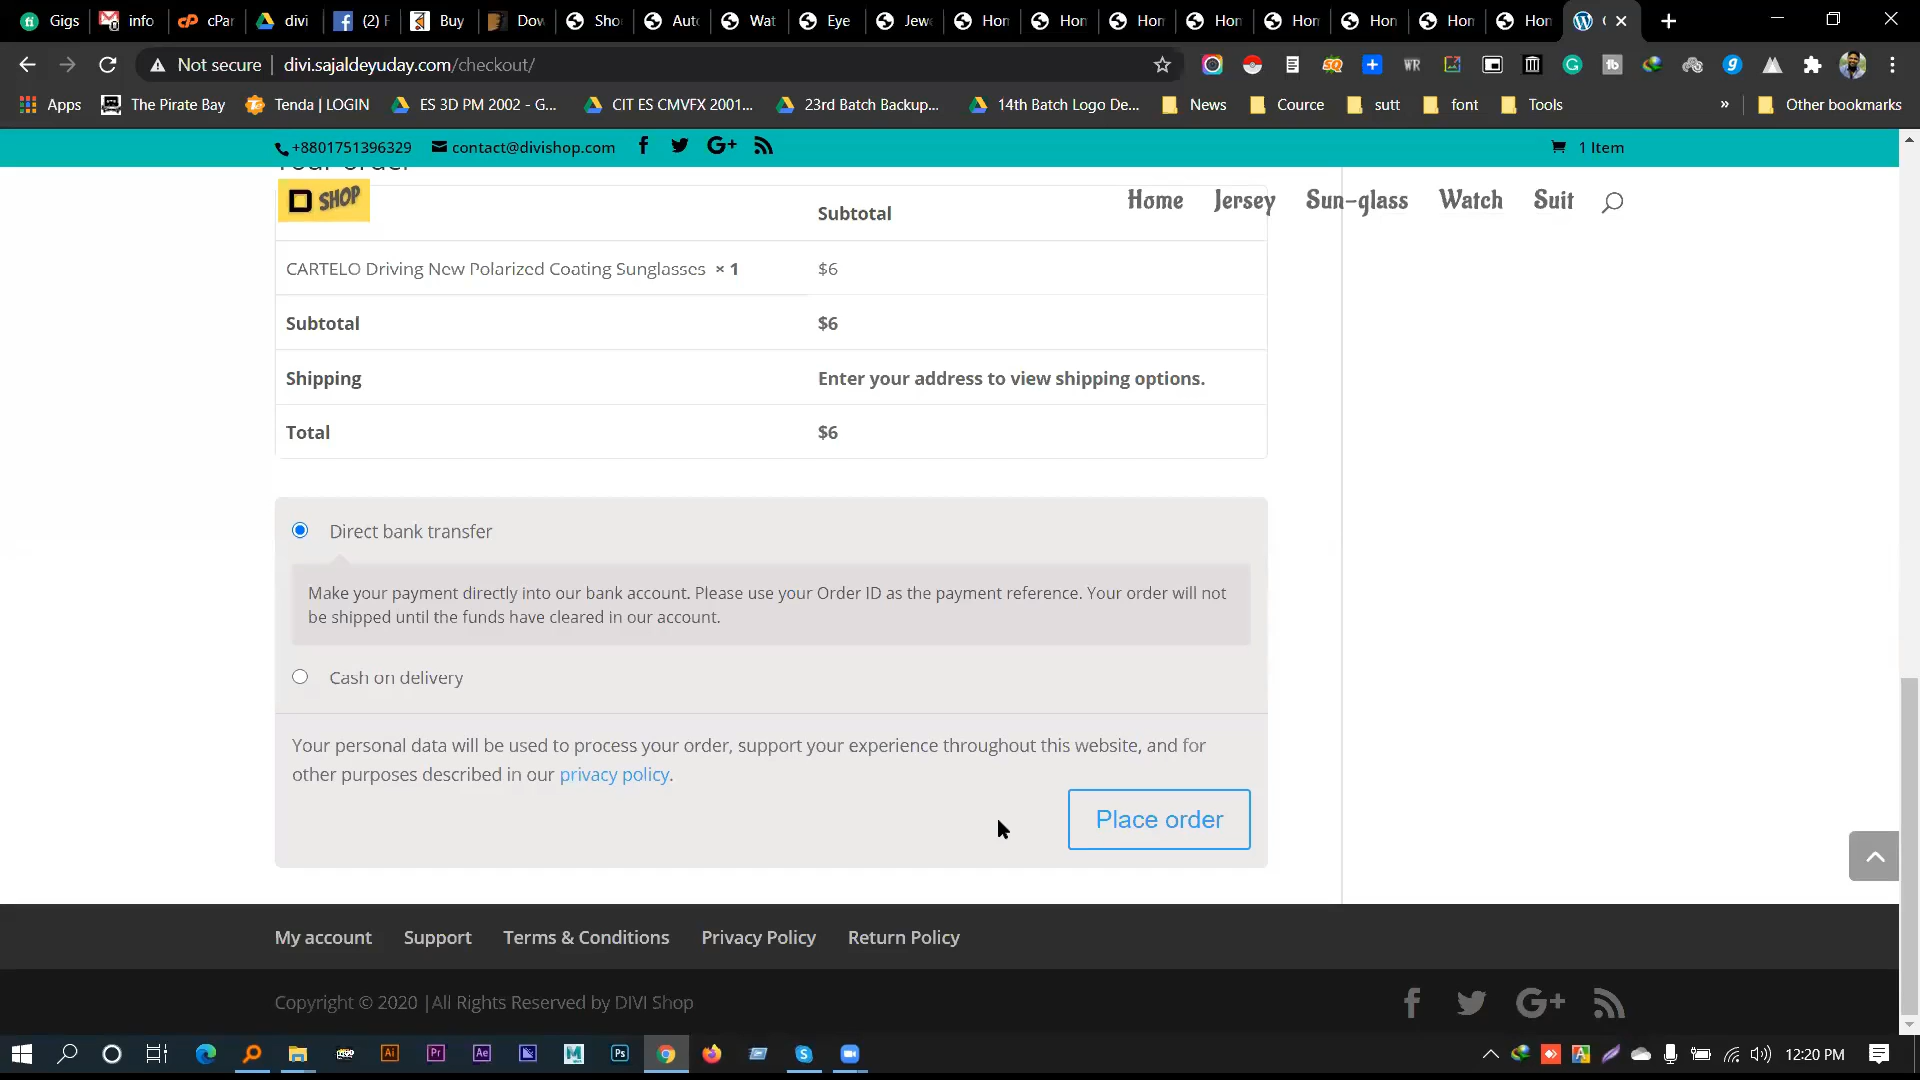 Gigs info cPar divi (2) F Buy Dov Sho Aut Wat Eye Jew Hon Hon Hon Hon Hon Hon Hon Hon
Not secure divi.sajaldeyuday.com/checkout/
Apps The Pirate Bay Tenda | LOGIN ES 3D PM 2002 - G... CIT ES CMVFX 2001... 23rd Batch Backup... 14th Batch Logo De... News Cource sutt font Tools » Other bookmarks
+8801751396329 contact@divishop.com 1 Item
Your order
SHOP Home Jersey Sun-glass Watch Suit
Subtotal
CARTELO Driving New Polarized Coating Sunglasses × 1 $6
Subtotal $6
Shipping Enter your address to view shipping options.
Total $6
Direct bank transfer
Make your payment directly into our bank account. Please use your Order ID as the payment reference. Your order will not
be shipped until the funds have cleared in our account.
Cash on delivery
Your personal data will be used to process your order, support your experience throughout this website, and for
other purposes described in our privacy policy.
Place order
My account Support Terms & Conditions Privacy Policy Return Policy
Copyright © 2020 |All Rights Reserved by DIVI Shop
12:20 PM